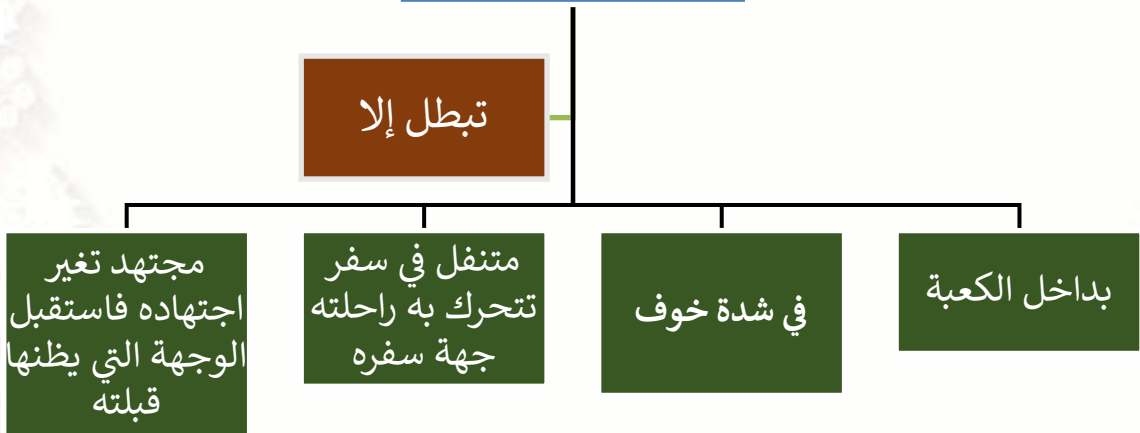 تبطل إلا
بداخل الكعبة
في شدة خوف
متنفل في سفر
تتحرك به راحلته
جهة سفره
مجتهد تغير
اجتهاده فاستقبل
الوجهة التي يظنها
قبلته